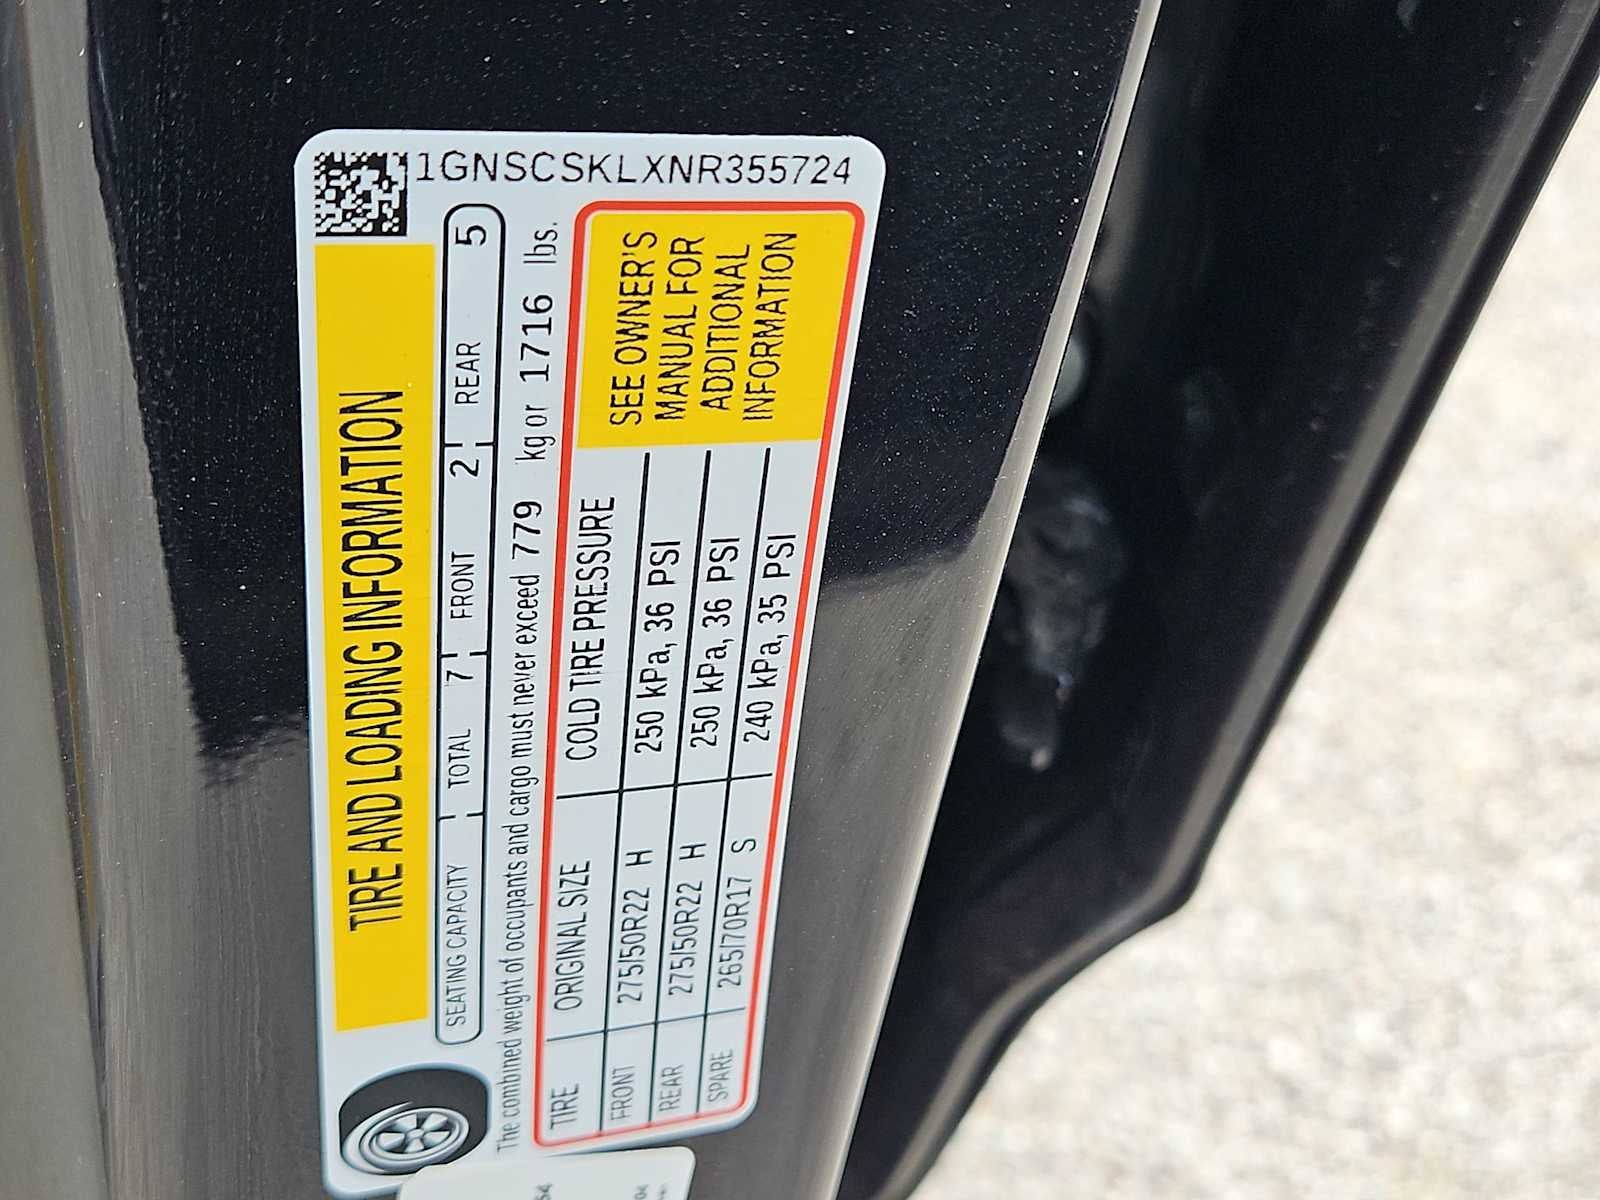 1GNSCSKLXNR355724
TIRE AND LOADING INFORMATION
SEATING CAPACITY TOTAL 7 FRONT 2 REAR 5
The combined weight of occupants and cargo must never exceed 779 kg or 1716 lbs.
TIRE ORIGINAL SIZE COLD TIRE PRESSURE
FRONT 275/50R22 H 250 kPa, 36 PSI
REAR 275/50R22 H 250 kPa, 36 PSI
SPARE 265/70R17 S 240 kPa, 35 PSI
SEE OWNER'S
MANUAL FOR
ADDITIONAL
INFORMATION